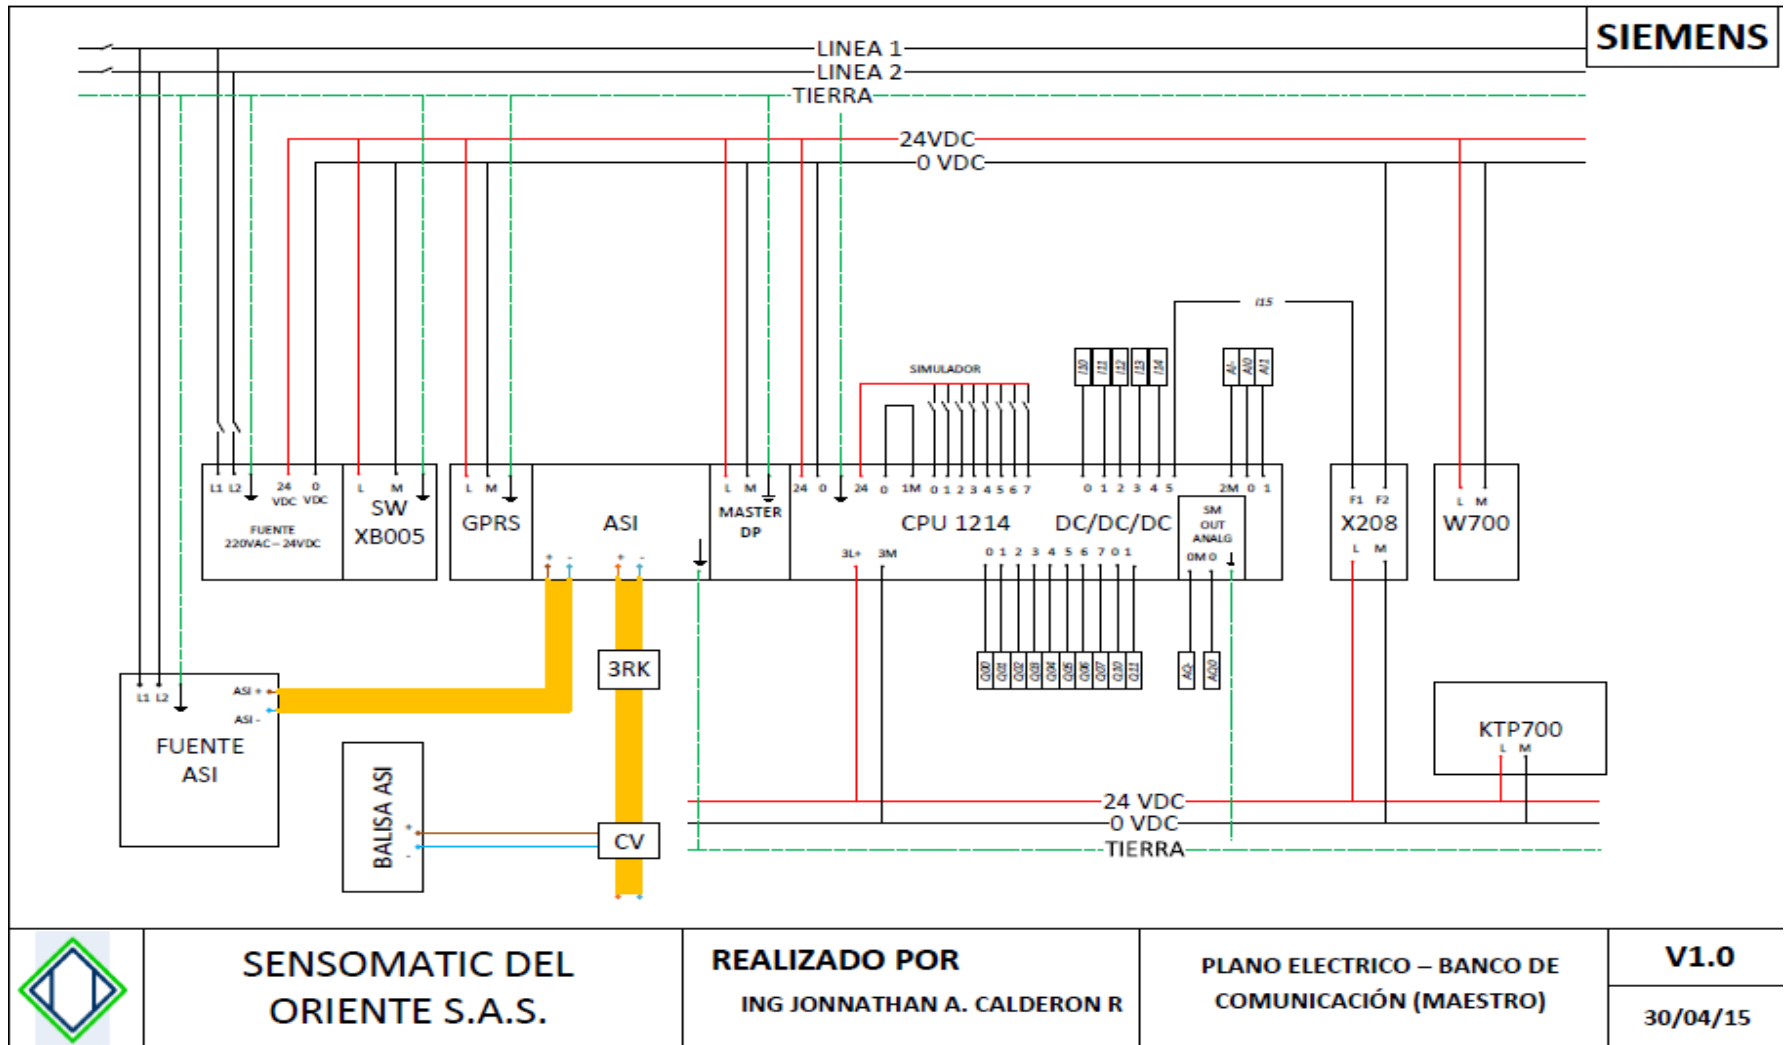 SIEMENS
LINEA 1
LINEA 2
TIERRA
24VDC
0 VDC
I15
SIMULADOR
I10 I11 I12 I13 I14
AI- AI0 AI1
L1 L2 24 VDC 0 VDC
FUENTE
220VAC – 24VDC
L M
SW
XB005
L M
GPRS
ASI
+ - + -
L M
MASTER
DP
24 0 24 0 1M 0 1 2 3 4 5 6 7
0 1 2 3 4 5
2M 0 1
CPU 1214 DC/DC/DC
3L+ 3M
0 1 2 3 4 5 6 7 0 1
SM
OUT
ANALG
0M 0
F1 F2
X208
L M
L M
W700
Q00 Q01 Q02 Q03 Q04 Q05 Q06 Q07 Q10 Q11
AQ- AQ0
3RK
L1 L2
ASI +
ASI -
FUENTE
ASI
BALISA ASI
+
-
CV
KTP700
L M
24 VDC
0 VDC
TIERRA
SENSOMATIC DEL
ORIENTE S.A.S.
REALIZADO POR
ING JONNATHAN A. CALDERON R
PLANO ELECTRICO – BANCO DE
COMUNICACIÓN (MAESTRO)
V1.0
30/04/15